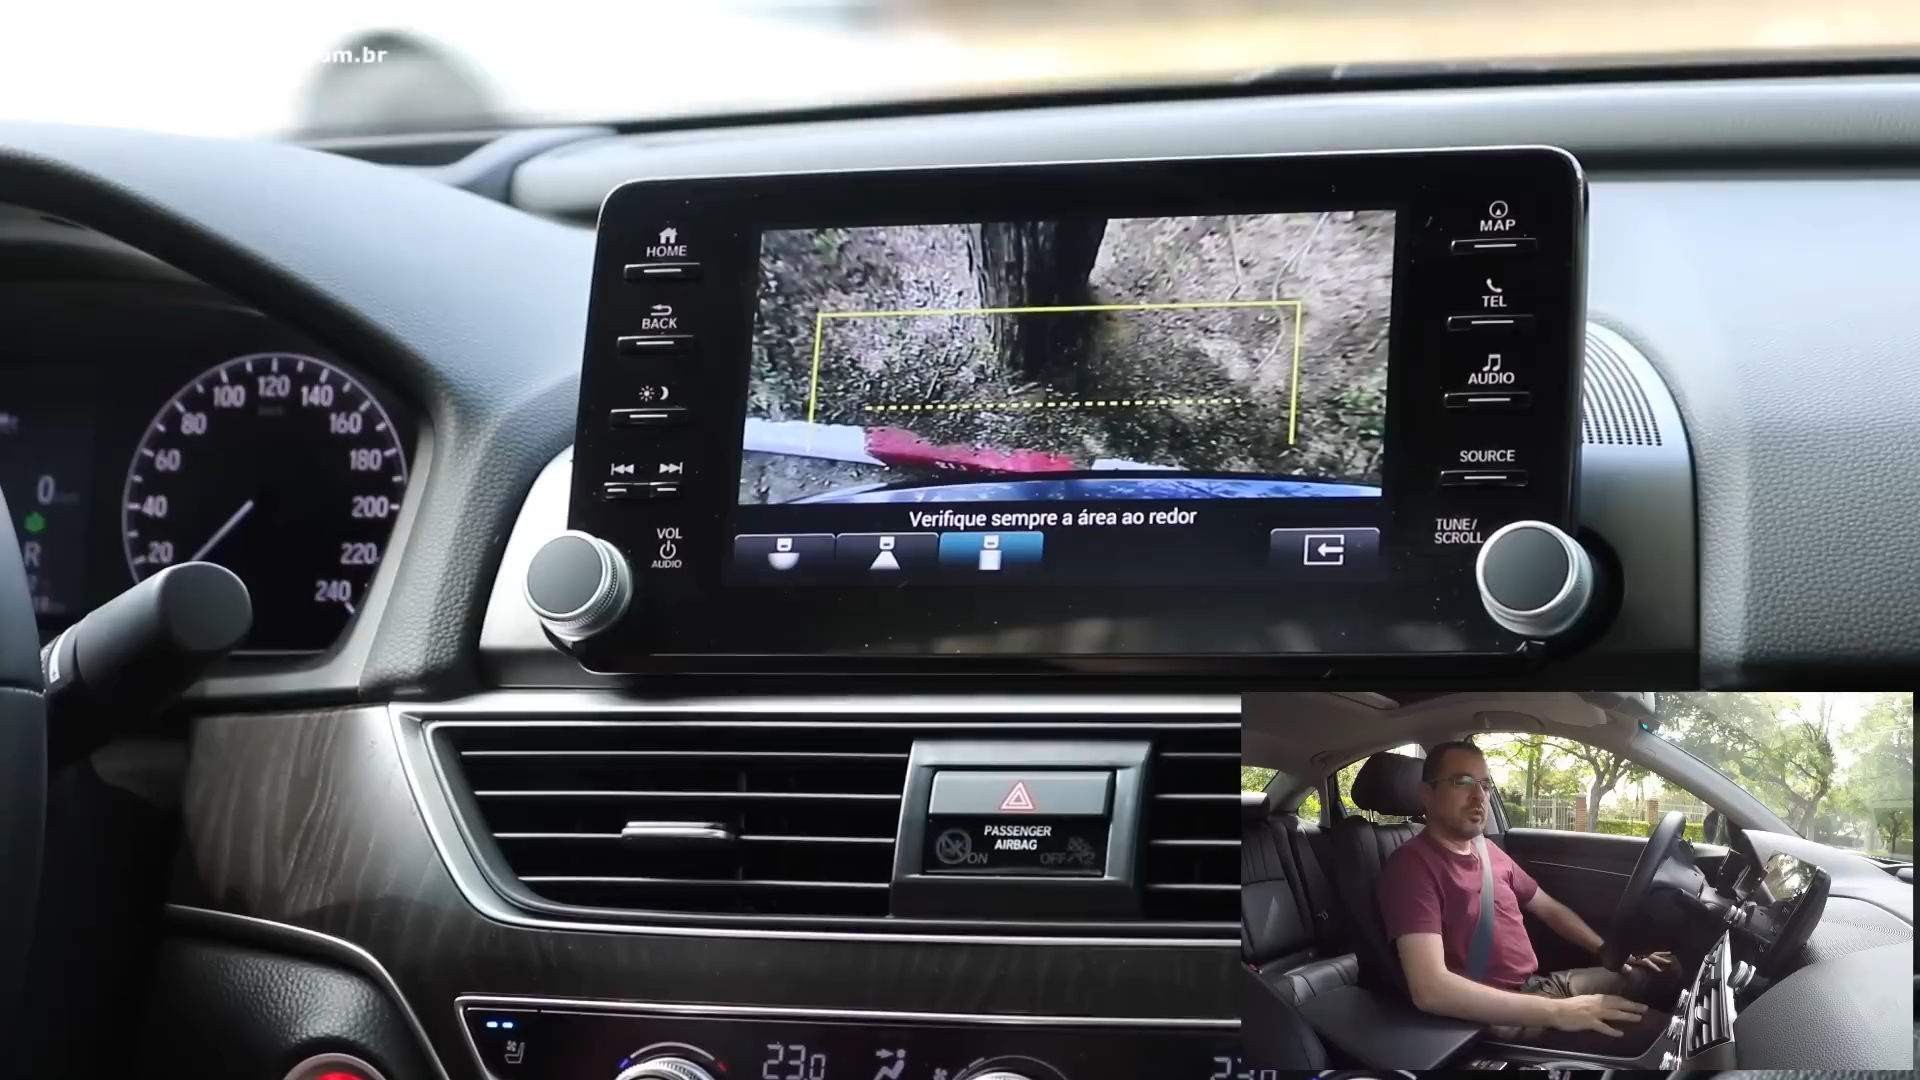 om.br
HOME
BACK
VOL
AUDIO
MAP
TEL
AUDIO
SOURCE
TUNE/
SCROLL
Verifique sempre a área ao redor
20
40
60
80
100
120
140
160
180
200
220
240
0
R
PASSENGER
AIRBAG
ON
OFF
23.0